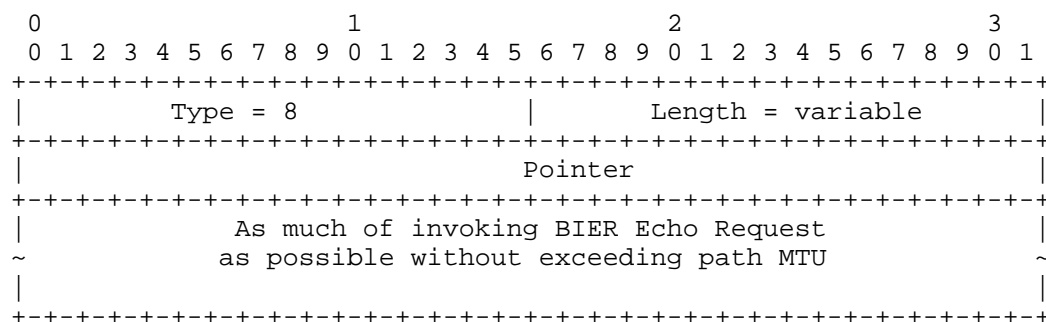 0                   1                   2                   3
 0 1 2 3 4 5 6 7 8 9 0 1 2 3 4 5 6 7 8 9 0 1 2 3 4 5 6 7 8 9 0 1
+-+-+-+-+-+-+-+-+-+-+-+-+-+-+-+-+-+-+-+-+-+-+-+-+-+-+-+-+-+-+-+-+
|         Type = 8              |       Length = variable       |
+-+-+-+-+-+-+-+-+-+-+-+-+-+-+-+-+-+-+-+-+-+-+-+-+-+-+-+-+-+-+-+-+
|                               Pointer                         |
+-+-+-+-+-+-+-+-+-+-+-+-+-+-+-+-+-+-+-+-+-+-+-+-+-+-+-+-+-+-+-+-+
|             As much of invoking BIER Echo Request             |
~            as possible without exceeding path MTU             ~
|                                                               |
+-+-+-+-+-+-+-+-+-+-+-+-+-+-+-+-+-+-+-+-+-+-+-+-+-+-+-+-+-+-+-+-+